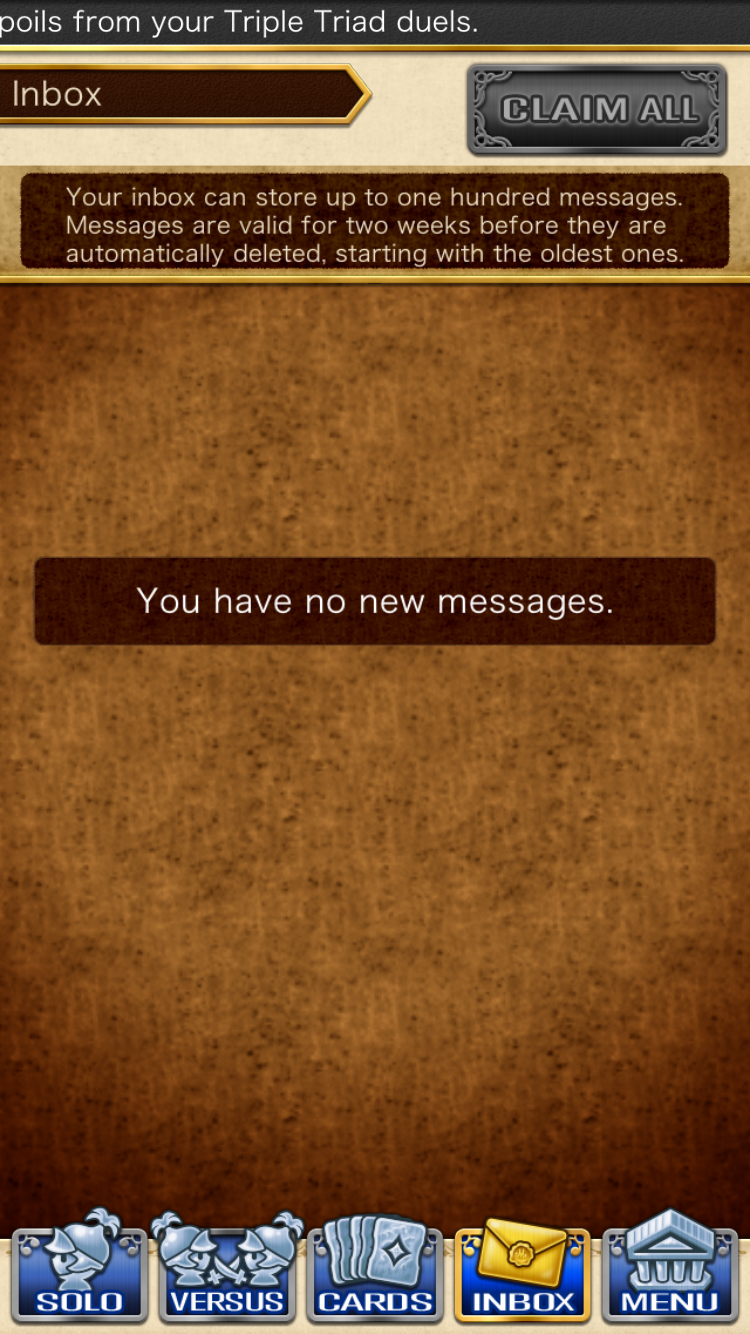 poils from your Triple Triad duels.
Inbox
CLAIM ALL
Your inbox can store up to one hundred messages.
Messages are valid for two weeks before they are
automatically deleted, starting with the oldest ones.
You have no new messages.
SOLO
VERSUS
CARDS
INBOX
MENU